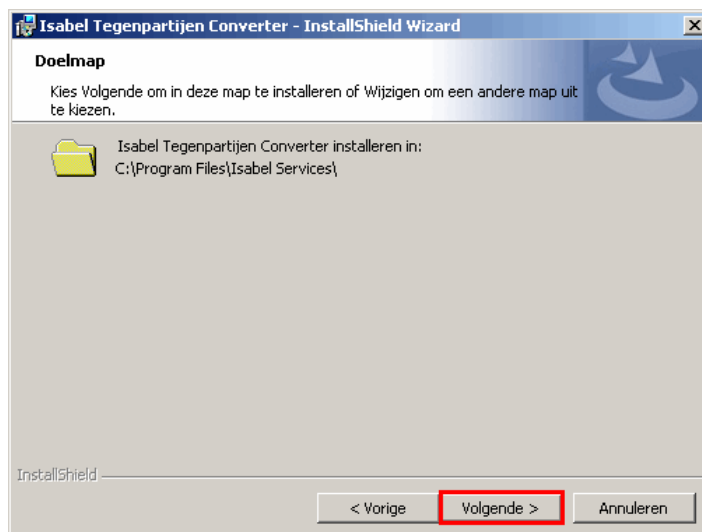 Isabel Tegenpartijen Converter - InstallShield Wizard
Doelmap
Kies Volgende om in deze map te installeren of Wijzigen om een andere map uit
te kiezen.
Isabel Tegenpartijen Converter installeren in:
C:\Program Files\Isabel Services\
InstallShield
< Vorige
Volgende >
Annuleren